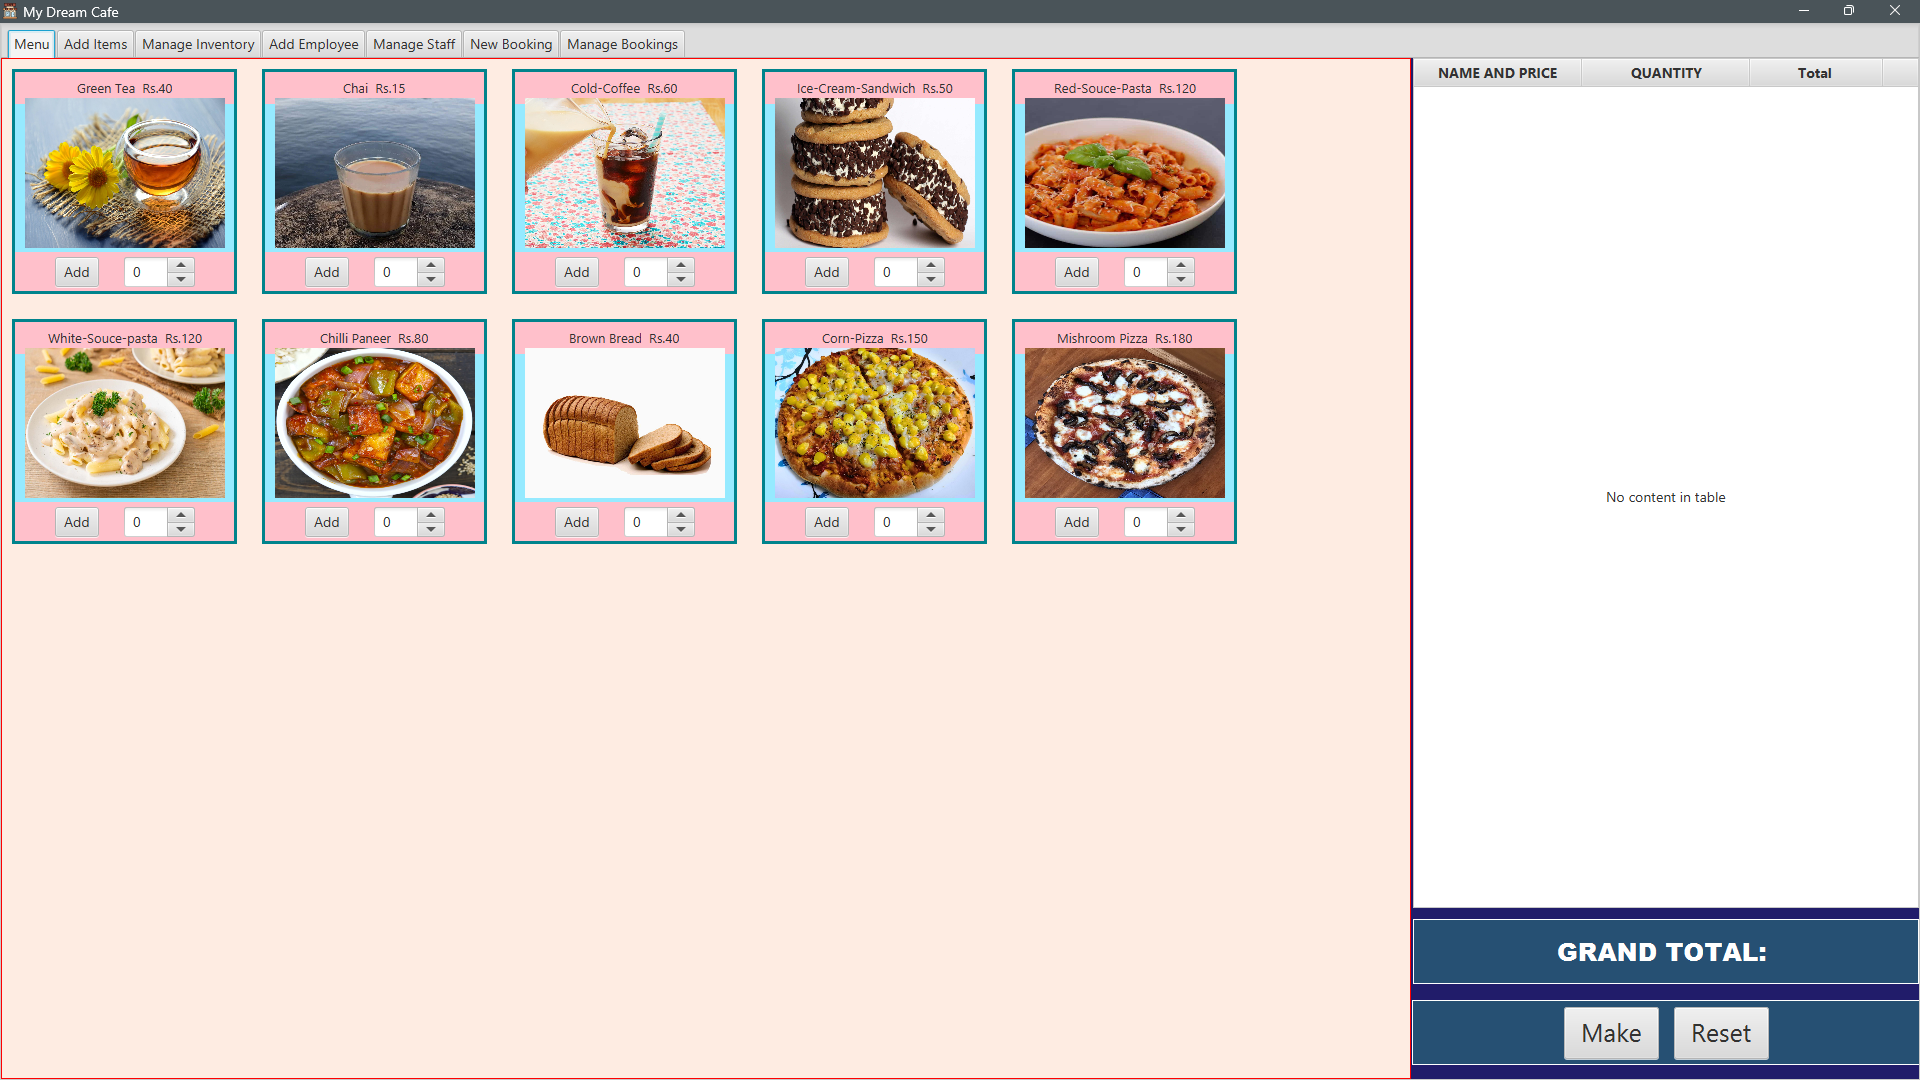 My Dream Cafe
Menu Add Items Manage Inventory Add Employee Manage Staff New Booking Manage Bookings
Green Tea Rs.40
Add 0
Chai Rs.15
Add 0
Cold-Coffee Rs.60
Add 0
Ice-Cream-Sandwich Rs.50
Add 0
Red-Souce-Pasta Rs.120
Add 0
White-Souce-pasta Rs.120
Add 0
Chilli Paneer Rs.80
Add 0
Brown Bread Rs.40
Add 0
Corn-Pizza Rs.150
Add 0
Mishroom Pizza Rs.180
Add 0
NAME AND PRICE QUANTITY Total
No content in table
GRAND TOTAL:
Make Reset